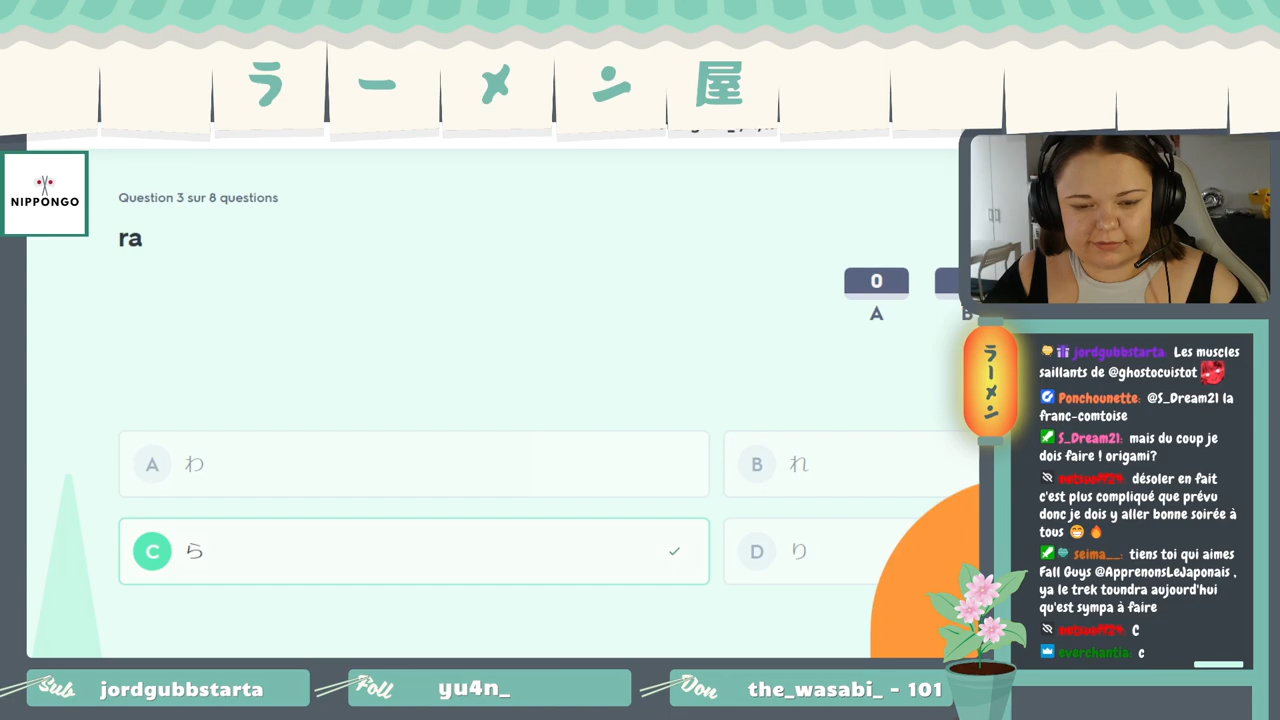 ラーメン屋
NIPPONGO
Question 3 sur 8 questions
ra
0
A
B
A わ
B れ
C ら
D り
ラーメン
jordgubbstarta: Les muscles
saillants de @ghostocuistot
Ponchounette: @S_Dream21 la
franc-comtoise
S_Dream21: mais du coup je
dois faire ! origami?
natsuoff24: désoler en fait
c'est plus compliqué que prévu
donc je dois y aller bonne soirée à
tous
seima__: tiens toi qui aimes
Fall Guys @ApprenonsLeJaponais ,
ya le trek toundra aujourd'hui
qu'est sympa à faire
natsuoff24: C
everchantia: c
Sub jordgubbstarta
Foll yu4n_
Don the_wasabi_ - 101